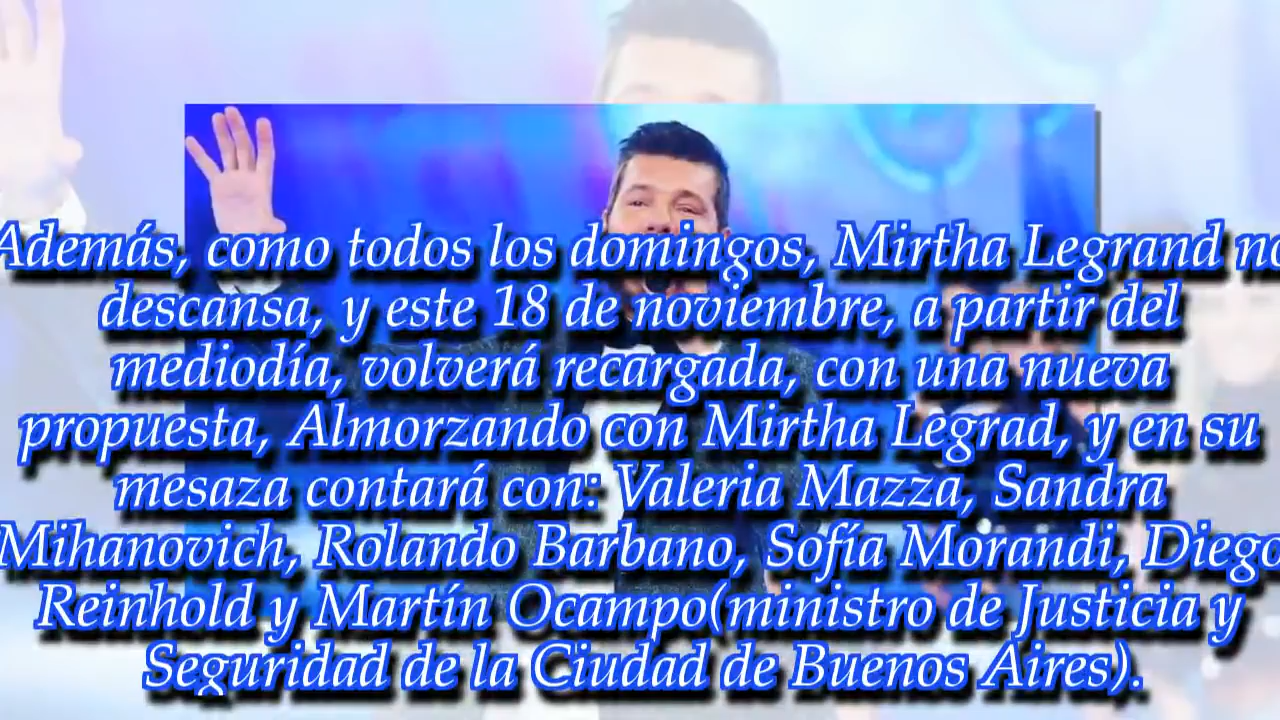 Además, como todos los domingos, Mirtha Legrand no
descansa, y este 18 de noviembre, a partir del
mediodía, volverá recargada, con una nueva
propuesta, Almorzando con Mirtha Legrad, y en su
mesaza contará con: Valeria Mazza, Sandra
Mihanovich, Rolando Barbano, Sofía Morandi, Diego
Reinhold y Martín Ocampo(ministro de Justicia y
Seguridad de la Ciudad de Buenos Aires).